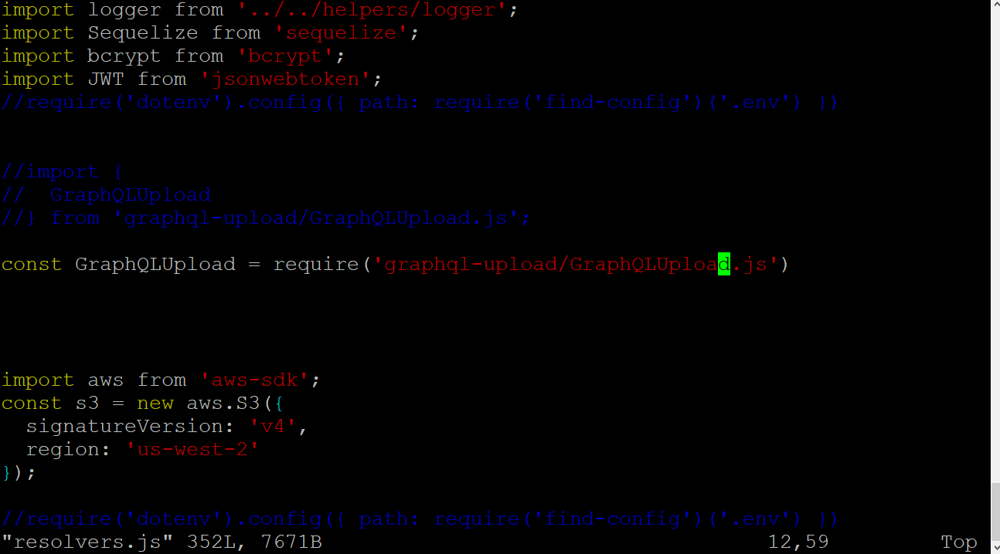 import logger from '../../helpers/logger';
import Sequelize from 'sequelize';
import bcrypt from 'bcrypt';
import JWT from 'jsonwebtoken';
//require('dotenv').config({ path: require('find-config')('.env') })
//import {
//  GraphQLUpload
//} from 'graphql-upload/GraphQLUpload.js';
const GraphQLUpload = require('graphql-upload/GraphQLUpload.js')
import aws from 'aws-sdk';
const s3 = new aws.S3({
  signatureVersion: 'v4',
  region: 'us-west-2'
});
//require('dotenv').config({ path: require('find-config')('.env') })
"resolvers.js" 352L, 7671B 12,59 Top